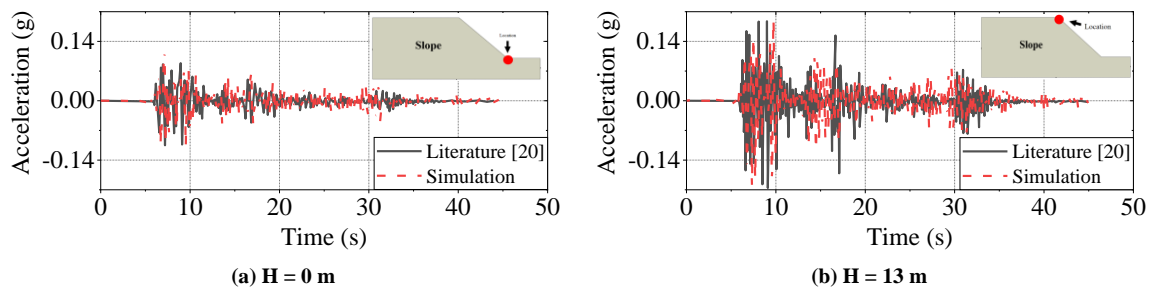 Acceleration (g)
0.14
0.00
-0.14
Slope
Location
Literature [20]
Simulation
0
10
20
30
40
50
Time (s)
(a) H = 0 m
Acceleration (g)
0.14
0.00
-0.14
Slope
Location
Literature [20]
Simulation
0
10
20
30
40
50
Time (s)
(b) H = 13 m